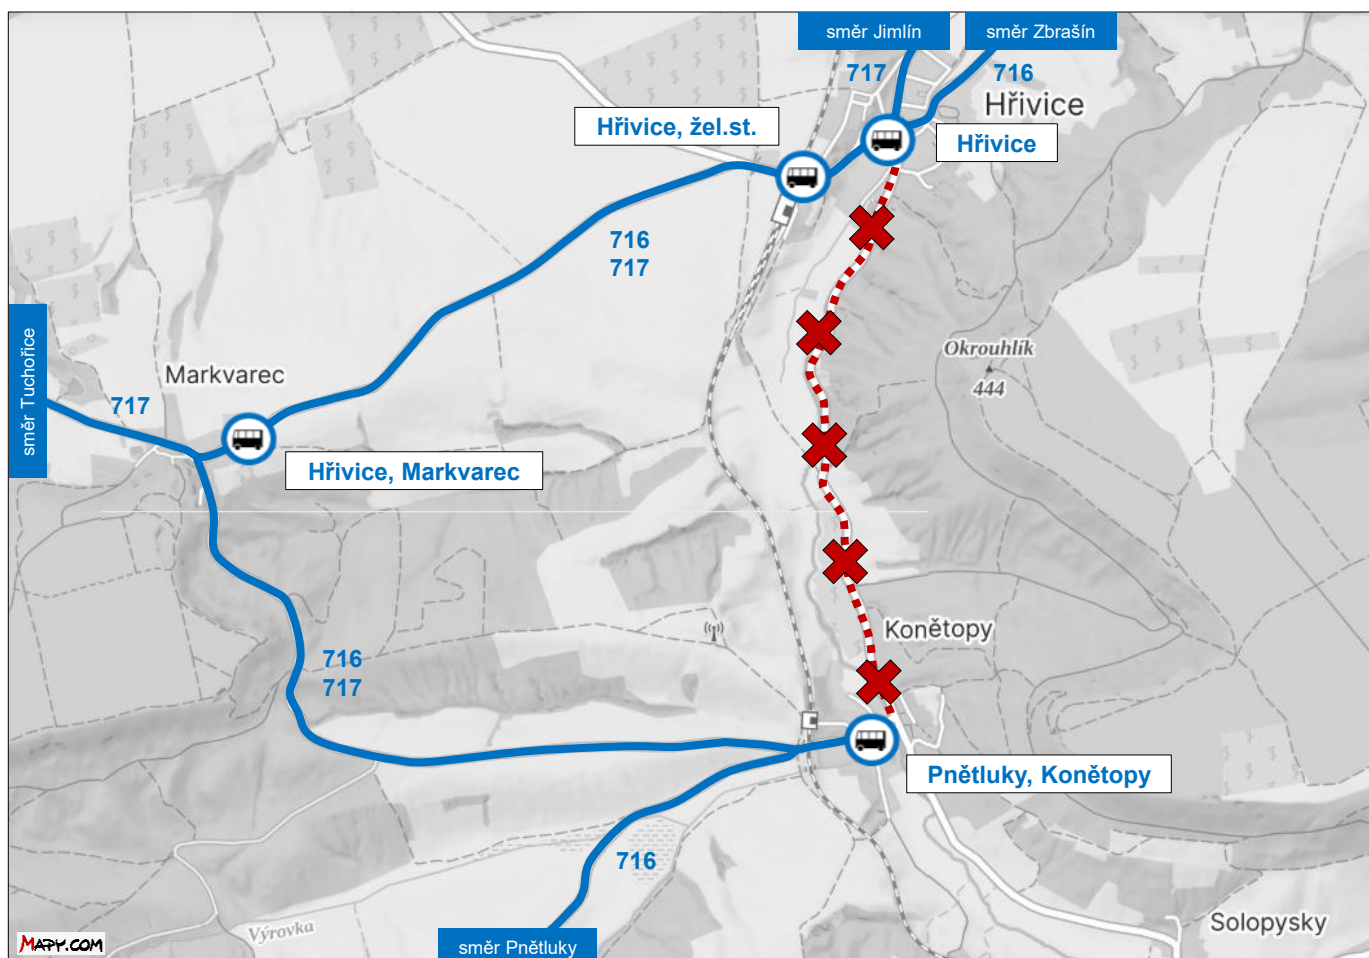 směr Jimlín
směr Zbrašín
717
716
Hřivice
Hřivice, žel.st.
Hřivice
716
717
Okrouhlík
444
směr Tuchořice
Markvarec
717
Hřivice, Markvarec
Konětopy
716
717
Pnětluky, Konětopy
716
Výrovka
Solopysky
směr Pnětluky
MAPY.COM